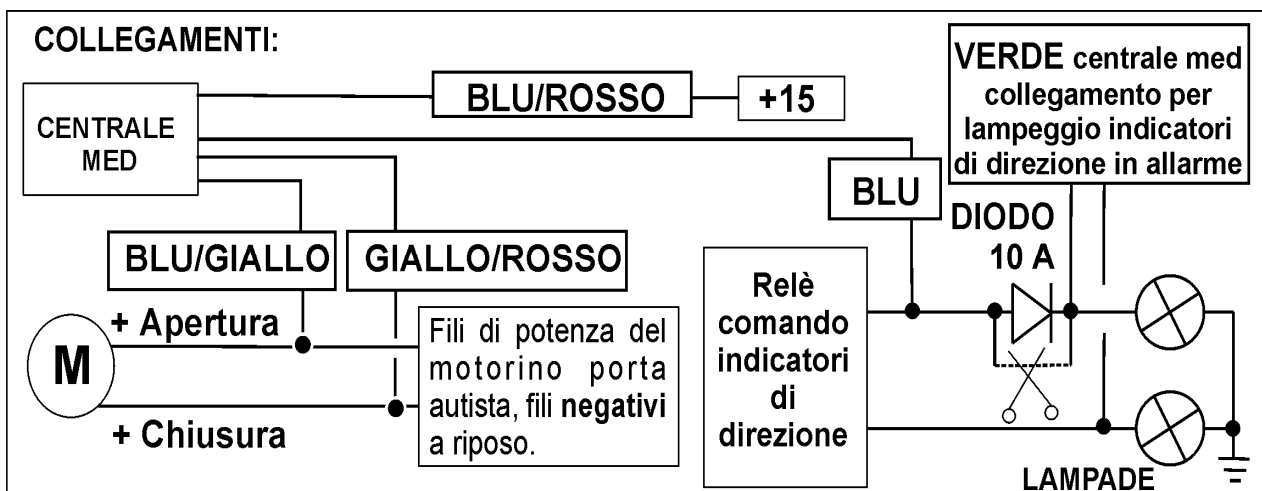 COLLEGAMENTI:
CENTRALE
MED
BLU/ROSSO
+15
VERDE centrale med
collegamento per
lampeggio indicatori
di direzione in allarme
BLU
DIODO
10 A
BLU/GIALLO
GIALLO/ROSSO
+ Apertura
M
+ Chiusura
Fili di potenza del
motorino porta
autista, fili negativi
a riposo.
Relè
comando
indicatori
di
direzione
LAMPADE